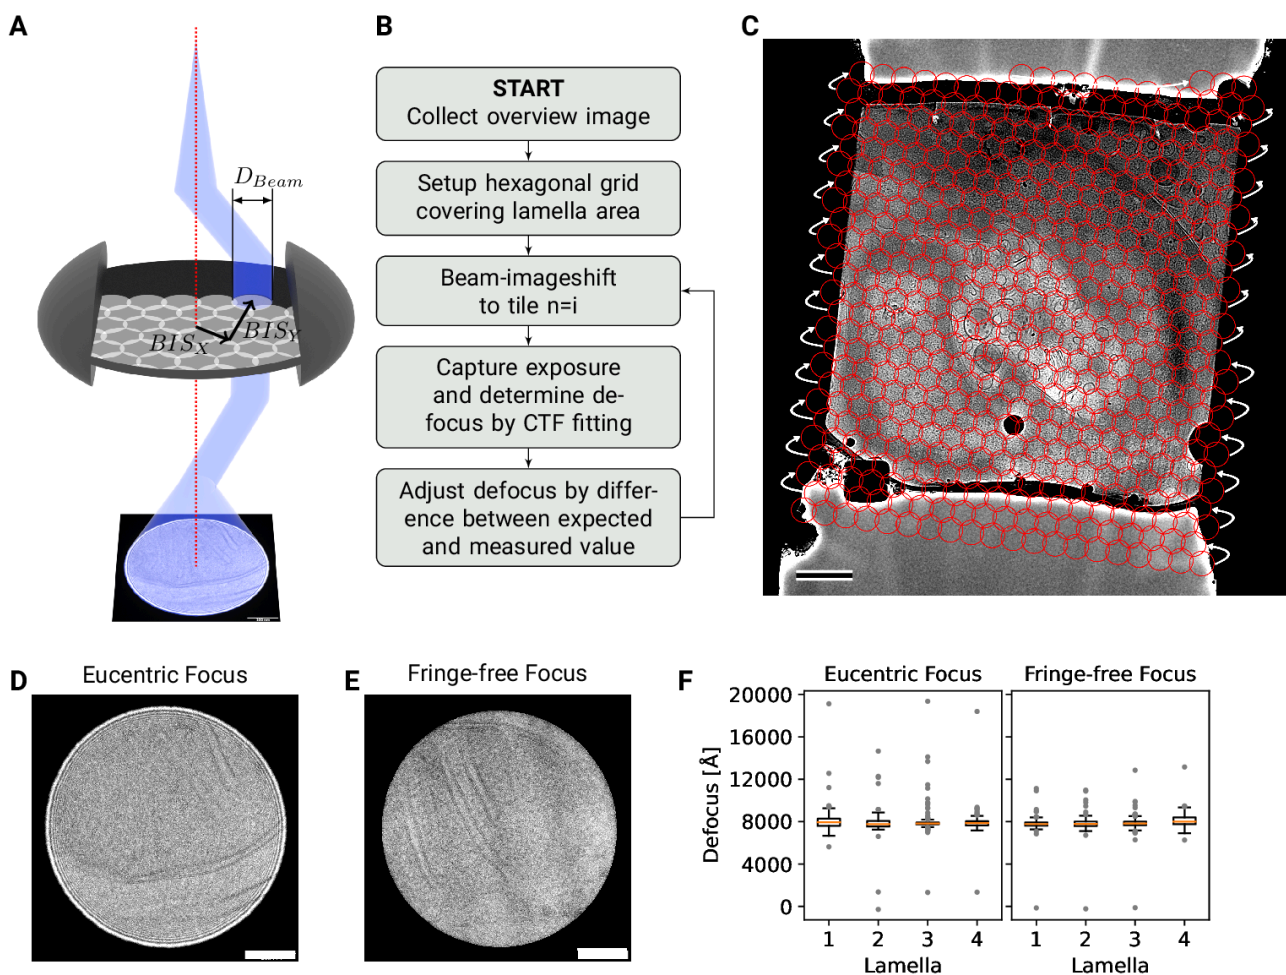 A
B
C
D_Beam
BIS_X
BIS_Y
START
Collect overview image
Setup hexagonal grid
covering lamella area
Beam-imageshift
to tile n=i
Capture exposure
and determine de-
focus by CTF fitting
Adjust defocus by differ-
ence between expected
and measured value
D
Eucentric Focus
E
Fringe-free Focus
F
Eucentric Focus
Fringe-free Focus
Defocus [Å]
20000
16000
12000
8000
4000
0
1 2 3 4
1 2 3 4
Lamella
Lamella